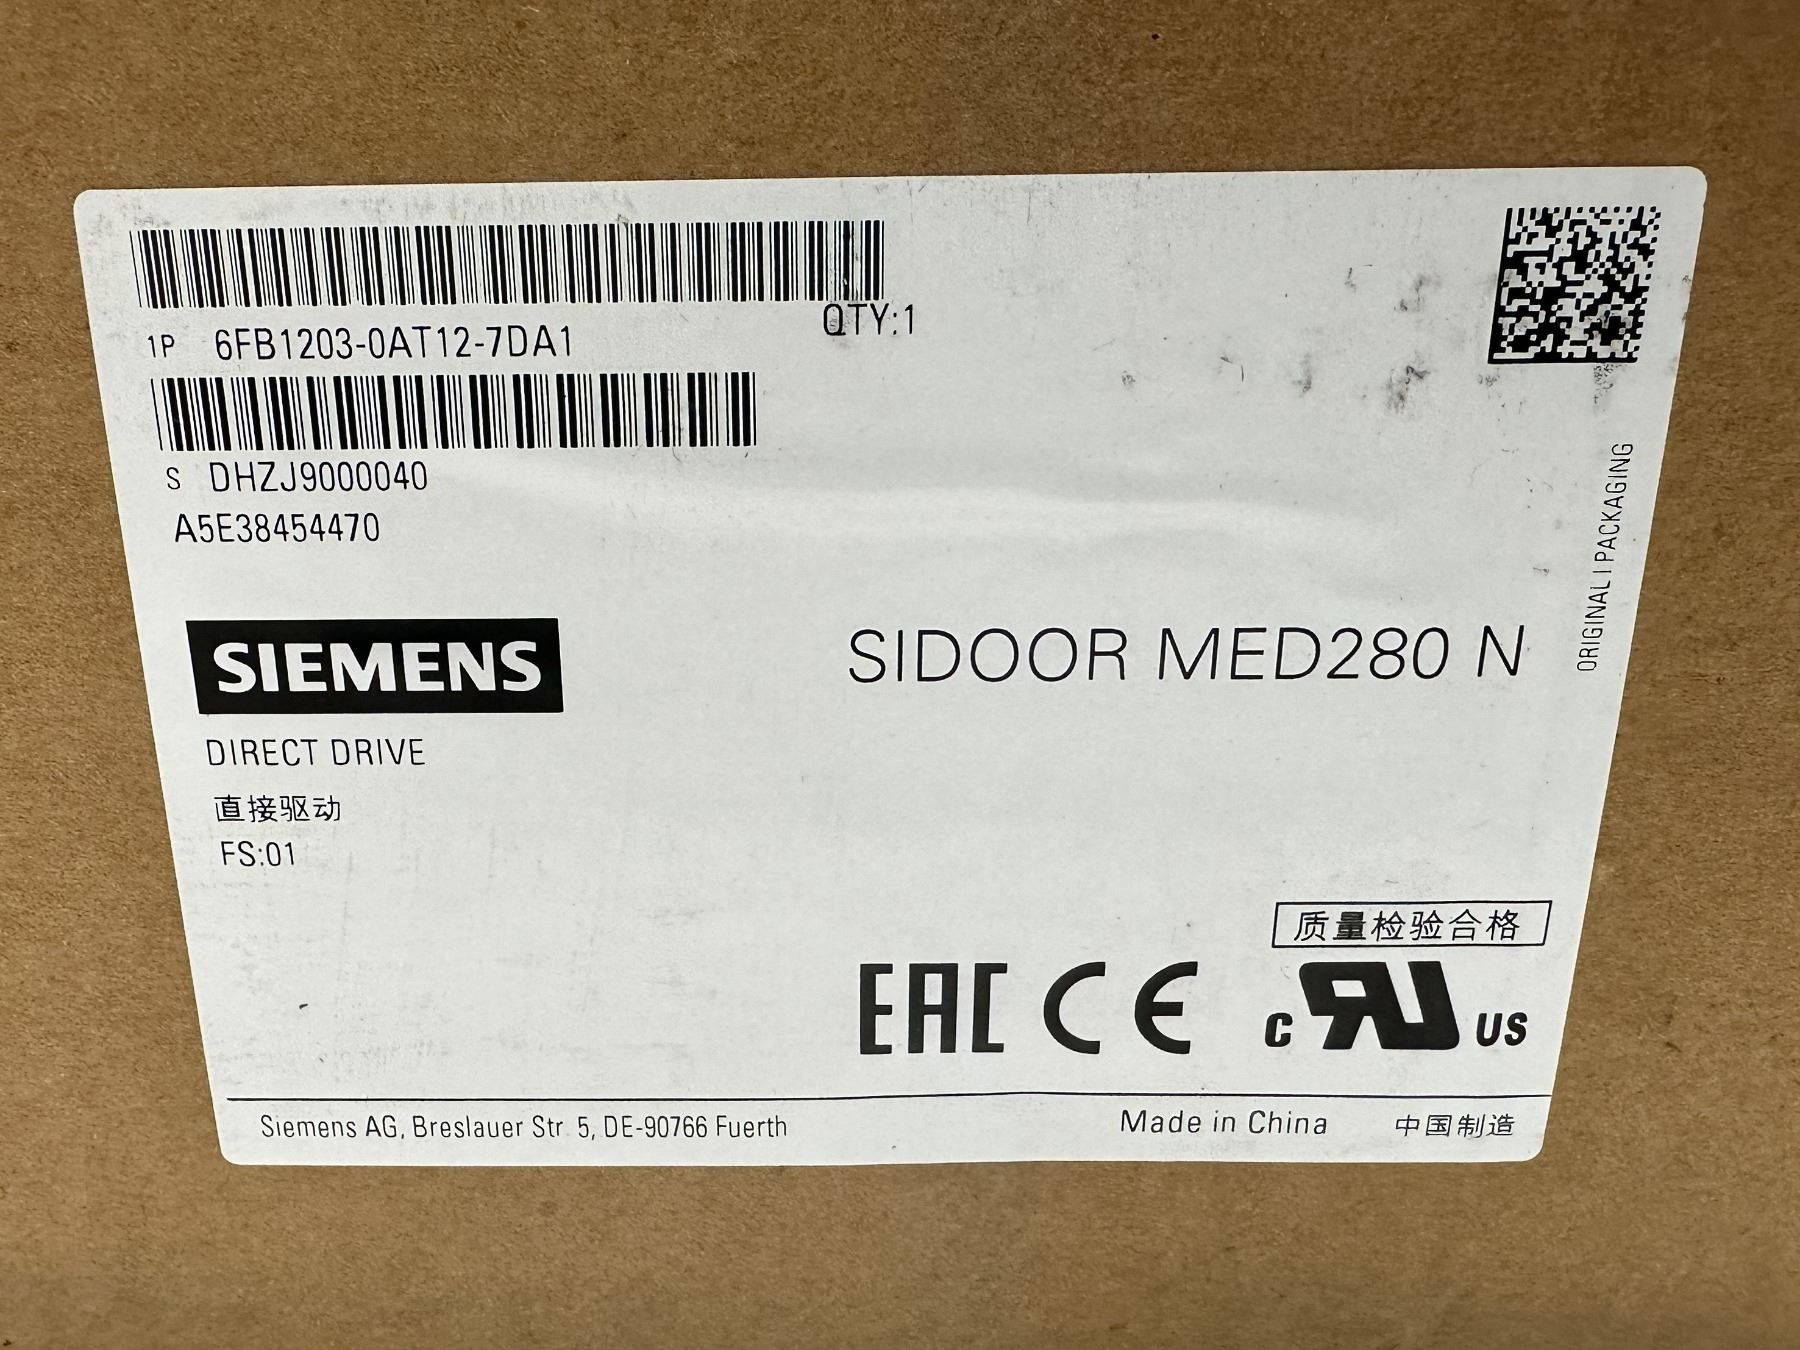 QTY:1
1P 6FB1203-0AT12-7DA1
S DHZJ9000040
A5E38454470
ORIGINAL | PACKAGING
SIEMENS
SIDOOR MED280 N
DIRECT DRIVE
直接驱动
FS:01
质量检验合格
EAC CE c RU US
Siemens AG, Breslauer Str. 5, DE-90766 Fuerth
Made in China 中国制造